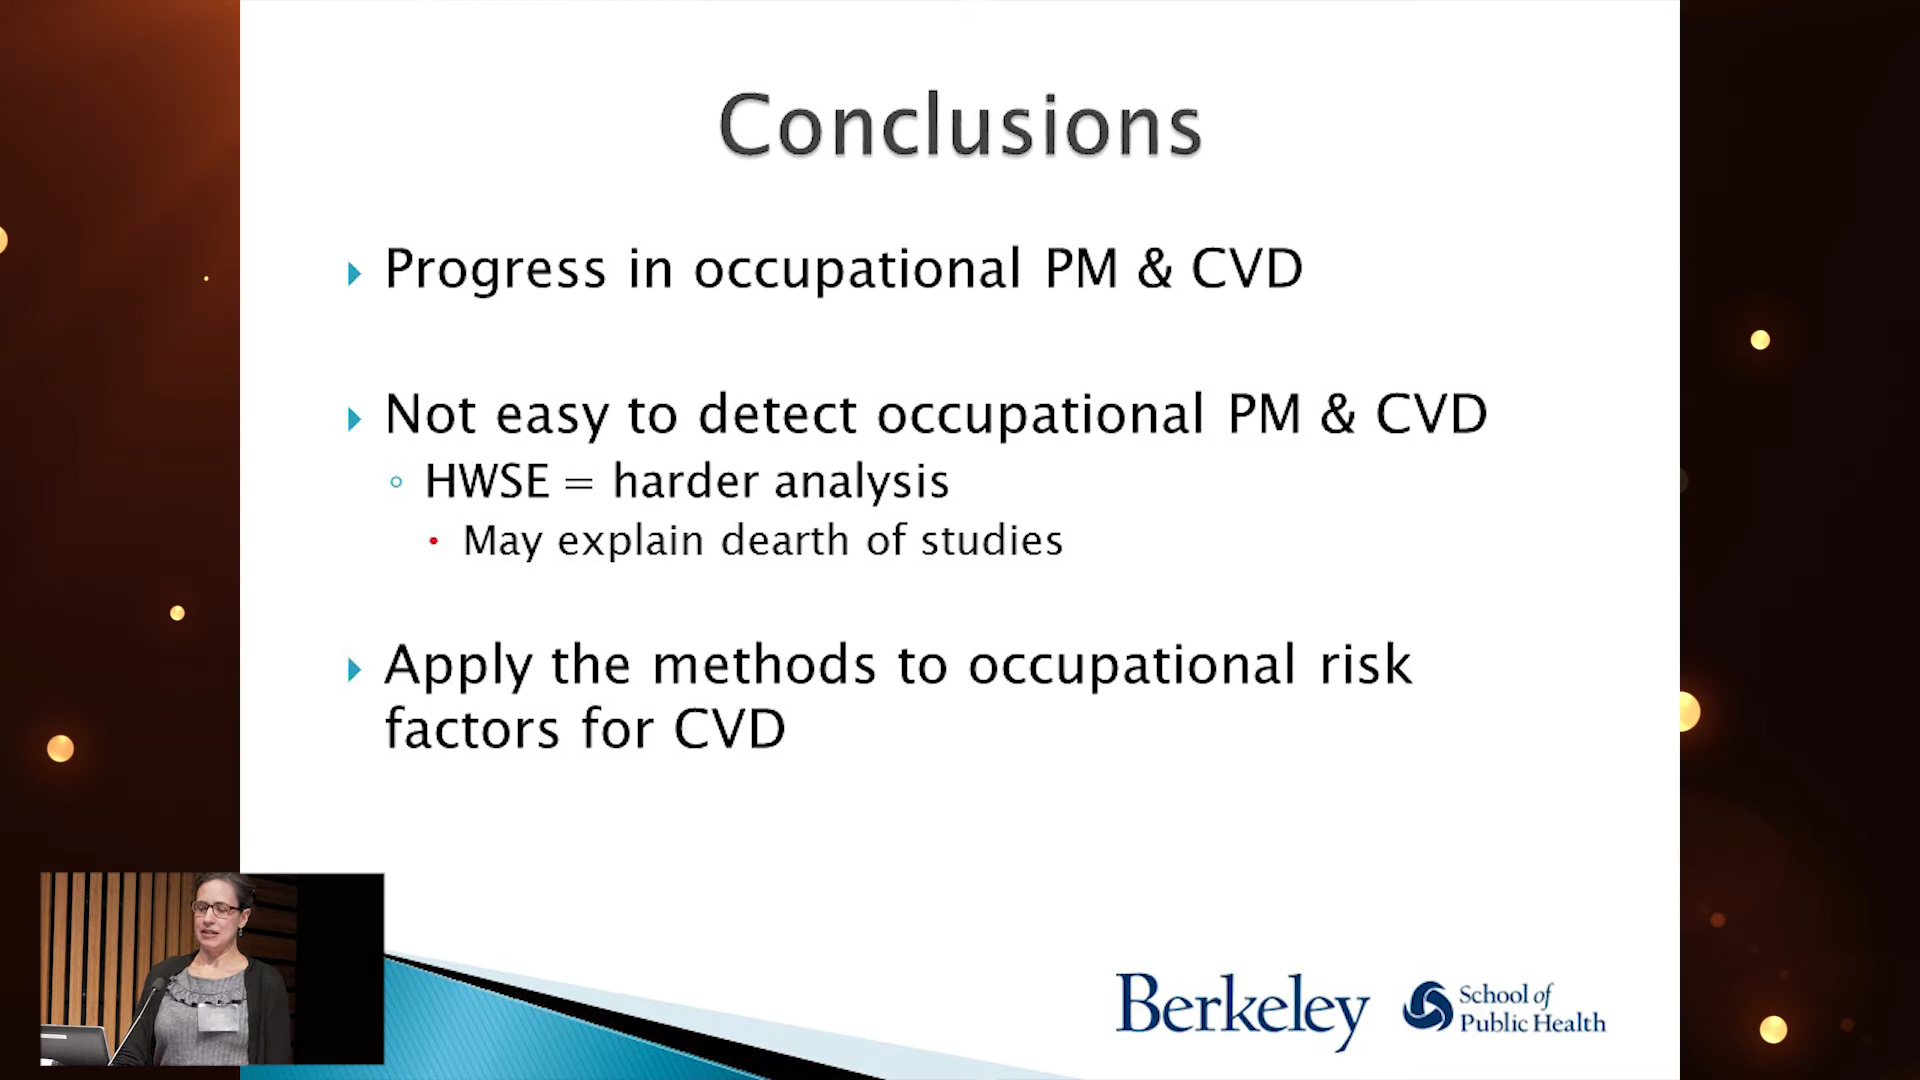 Conclusions
Progress in occupational PM & CVD
Not easy to detect occupational PM & CVD
HWSE = harder analysis
May explain dearth of studies
Apply the methods to occupational risk
factors for CVD
Berkeley
School of
Public Health